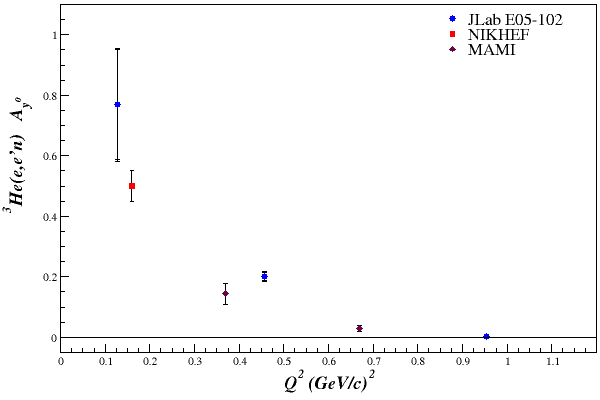 JLab E05-102
NIKHEF
MAMI
³He(e,e'n) A_y⁰
1
0.8
0.6
0.4
0.2
0
0 0.1 0.2 0.3 0.4 0.5 0.6 0.7 0.8 0.9 1 1.1
Q² (GeV/c)²